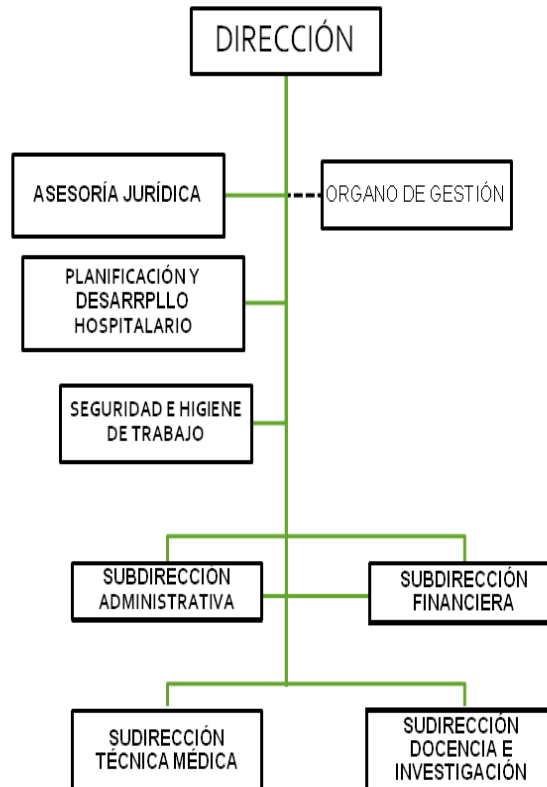 DIRECCIÓN
ASESORÍA JURÍDICA
ORGANO DE GESTIÓN
PLANIFICACIÓN Y
DESARRPLLO
HOSPITALARIO
SEGURIDAD E HIGIENE
DE TRABAJO
SUBDIRECCIÓN
ADMINISTRATIVA
SUBDIRECCIÓN
FINANCIERA
SUDIRECCIÓN
TÉCNICA MÉDICA
SUDIRECCIÓN
DOCENCIA E
INVESTIGACIÓN